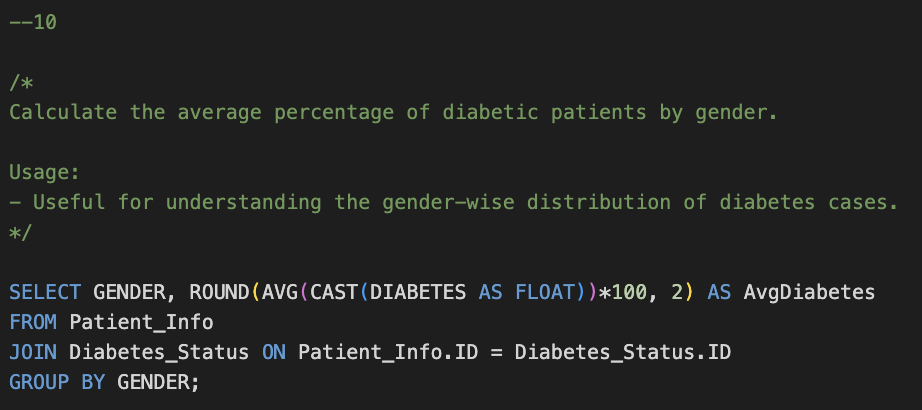 --10
/*
Calculate the average percentage of diabetic patients by gender.
Usage:
- Useful for understanding the gender-wise distribution of diabetes cases.
*/
SELECT GENDER, ROUND(AVG(CAST(DIABETES AS FLOAT))*100, 2) AS AvgDiabetes
FROM Patient_Info
JOIN Diabetes_Status ON Patient_Info.ID = Diabetes_Status.ID
GROUP BY GENDER;